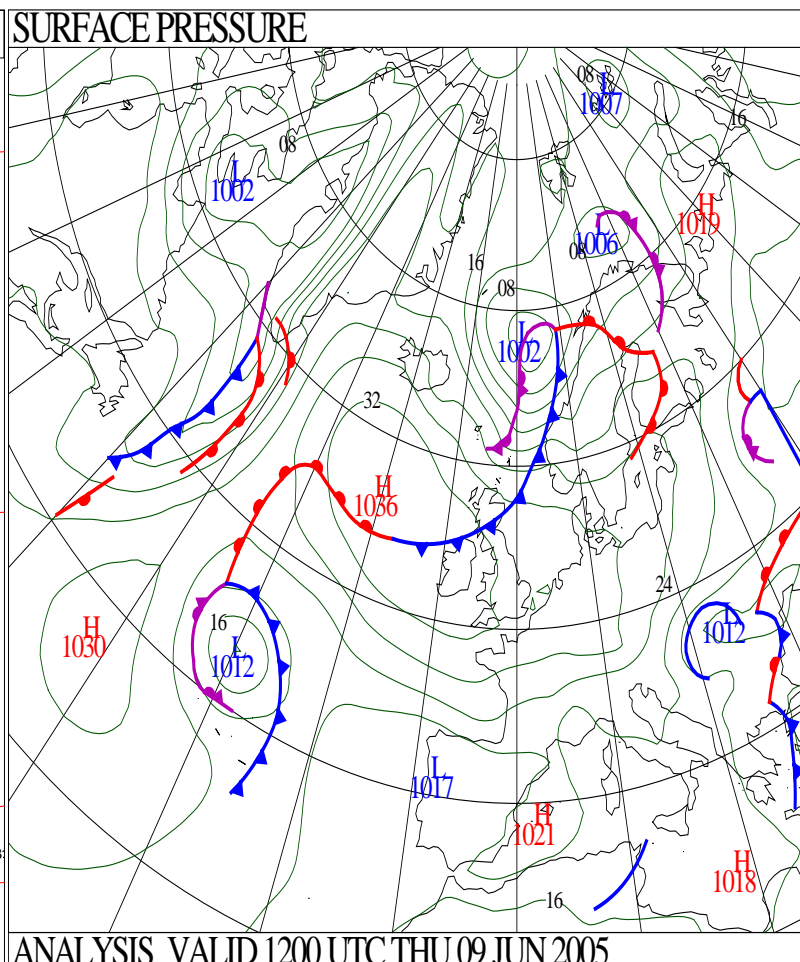 SURFACE PRESSURE
08
L
1007
16
08
L
1002
H
1019
L
1006
08
16
08
L
1002
32
H
1036
24
16
L
1012
H
1030
L
1012
L
1017
H
1021
H
1018
16
ANALYSIS VALID 1200 UTC THU 09 JUN 2005